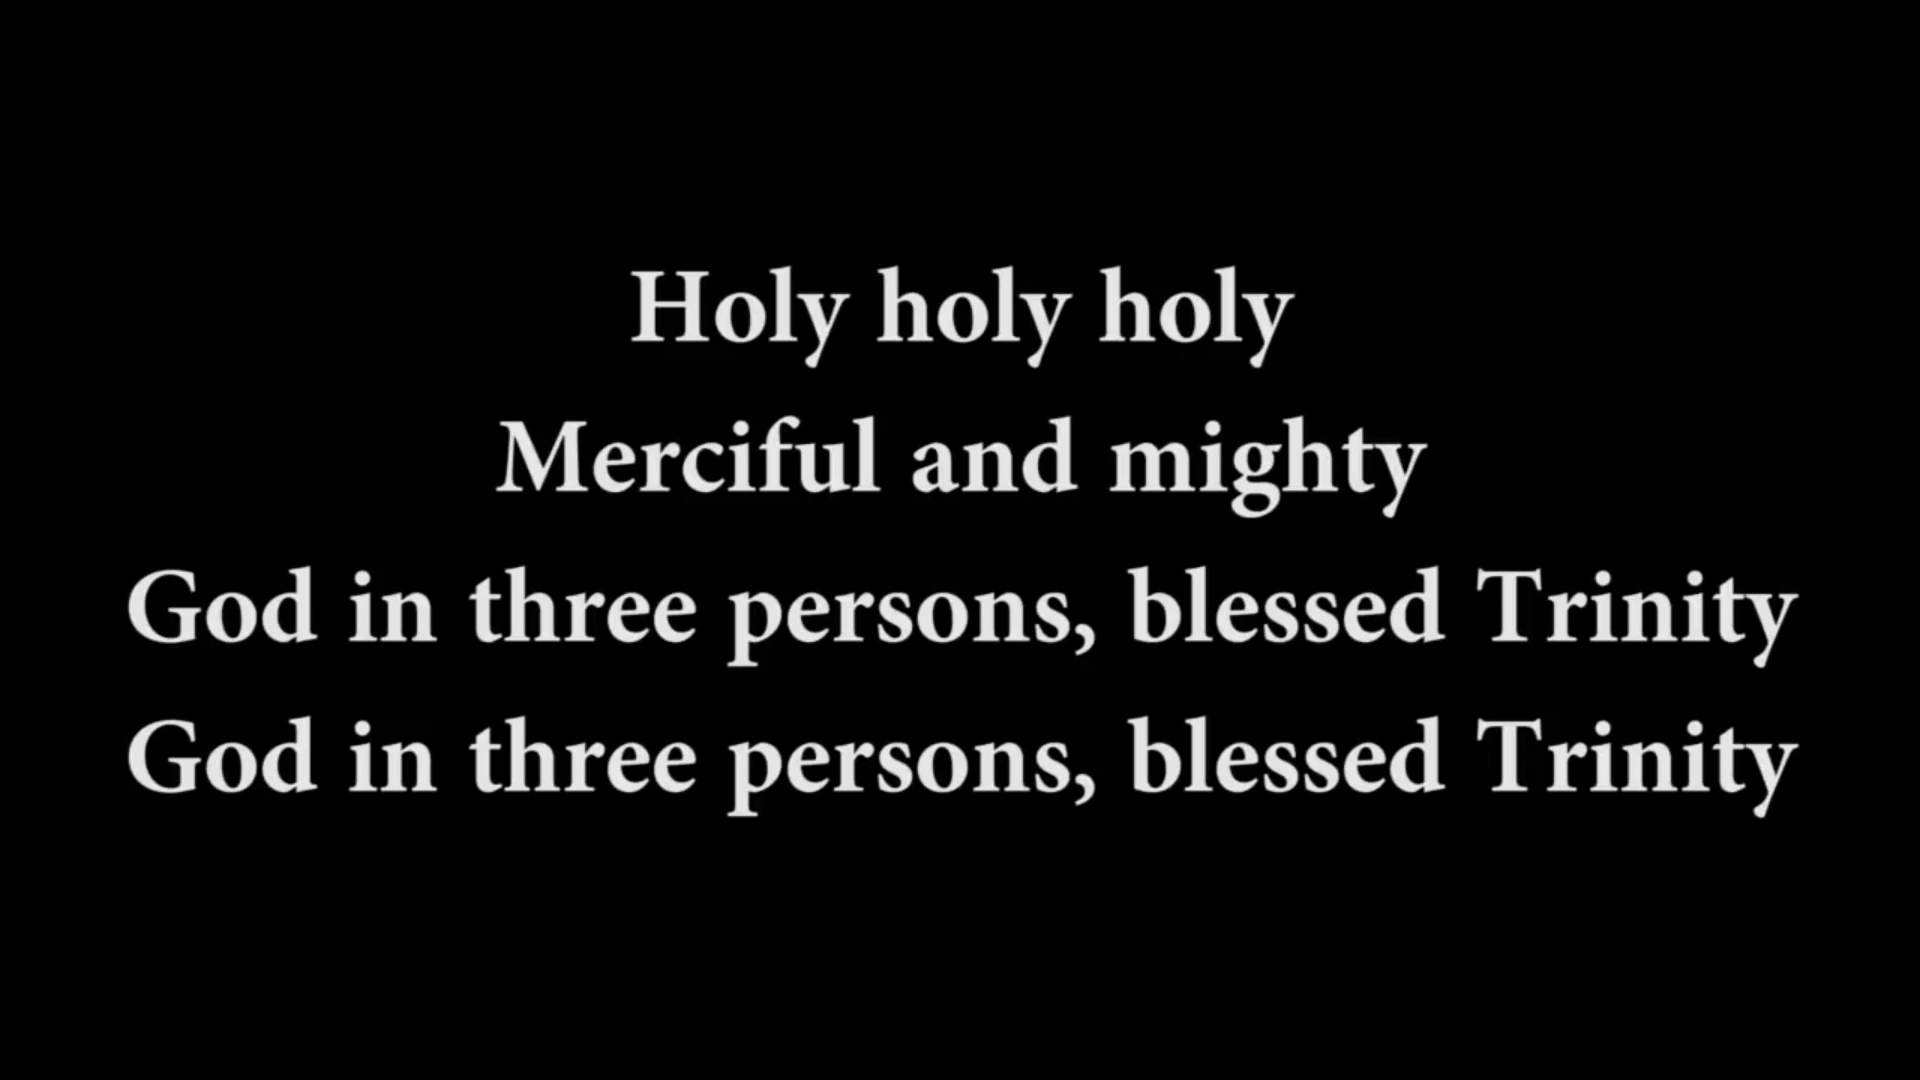 Holy holy holy
Merciful and mighty
God in three persons, blessed Trinity
God in three persons, blessed Trinity